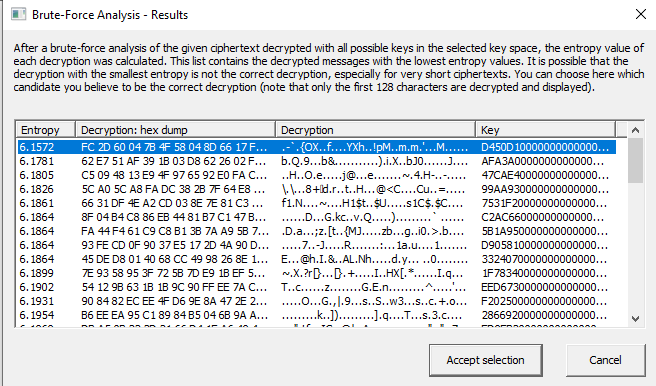 Brute-Force Analysis - Results
After a brute-force analysis of the given ciphertext decrypted with all possible keys in the selected key space, the entropy value of
each decryption was calculated. This list contains the decrypted messages with the lowest entropy values. It is possible that the
decryption with the smallest entropy is not the correct decryption, especially for very short ciphertexts. You can choose here which
candidate you believe to be the correct decryption (note that only the first 128 characters are decrypted and displayed).
Entropy Decryption: hex dump Decryption Key
6.1572 FC 2D 60 04 7B 4F 58 04 8D 66 17 F... .-`.{OX..f....YXh..!pM..m.m.'...M...... D450D10000000000000...
6.1781 62 E7 51 AF 39 1B 03 D8 62 26 02 F... b.Q.9...b&..........).i.X..bJ0......J.... AFA3A0000000000000...
6.1805 C5 09 48 13 E9 4F 97 65 92 E0 FA C... ..H..O.e.....j@...e.......~.4.H-..-..... 47CAE40000000000000...
6.1826 5C A0 5C A8 FA DC 38 2B 7F 64 E8 ... \.\...8+.d.r..t..H...@<C....Cu..=..... 99AA930000000000000...
6.1861 66 31 DF 4E A2 CD 03 8E 7E 81 C3 ... f1.N....~....H1$t..$U.....s1C$.$C.... 7531F20000000000000...
6.1864 8F 04 B4 C8 86 EB 44 81 B7 C1 47 B... ......D...G.kc..v.Q....)........` ...... C2AC660000000000000...
6.1864 FA 44 F4 61 C9 C8 B1 3B 7A A9 5B 7... .D.a...;z.[t..{MJ....zb...g..i0.>.b.... 5B1A950000000000000...
6.1864 93 FE CD 0F 90 37 E5 17 2D 4A 90 D... .....7..-J.....R.......:...1a.u....1...... D905810000000000000...
6.1864 45 DE D8 01 40 68 CC 49 98 26 8E 1... E...@h.I.&..AL.Nh.....d.y... ..0........ 3324070000000000000...
6.1899 7E 93 58 95 3F 72 5B 7D E9 1B EF 5... ~.X.?r[}...[}.+.....I..HX[.*......I.q... 1F78340000000000000...
6.1902 54 12 9B 63 1B 1B 9C 90 FF EE 7A C... T..c......z.......G.E.n.........^.....'... EED6730000000000000...
6.1931 90 84 82 EC EE 4F D6 9E 8A 47 2E 2... .....O...G.,|.9...s..S..w3...s..c.+.o... F202500000000000000...
6.1954 B6 EE EA 95 C1 89 84 B5 04 6B 9A A... .........k..]).........].q....T...s.3.c.... 2866920000000000000...
Accept selection Cancel